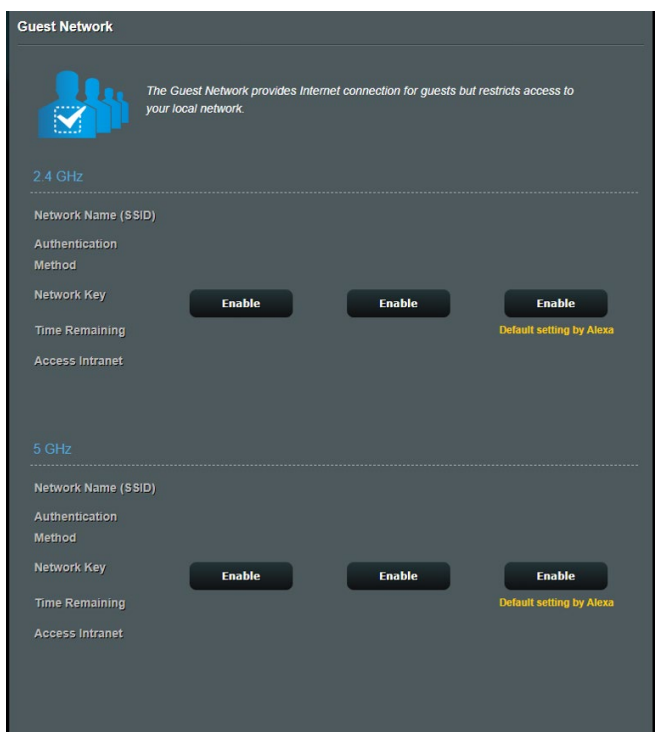 Guest Network
The Guest Network provides Internet connection for guests but restricts access to
your local network.
2.4 GHz
Network Name (SSID)
Authentication
Method
Network Key
Enable Enable Enable
Time Remaining
Default setting by Alexa
Access Intranet
5 GHz
Network Name (SSID)
Authentication
Method
Network Key
Enable Enable Enable
Time Remaining
Default setting by Alexa
Access Intranet